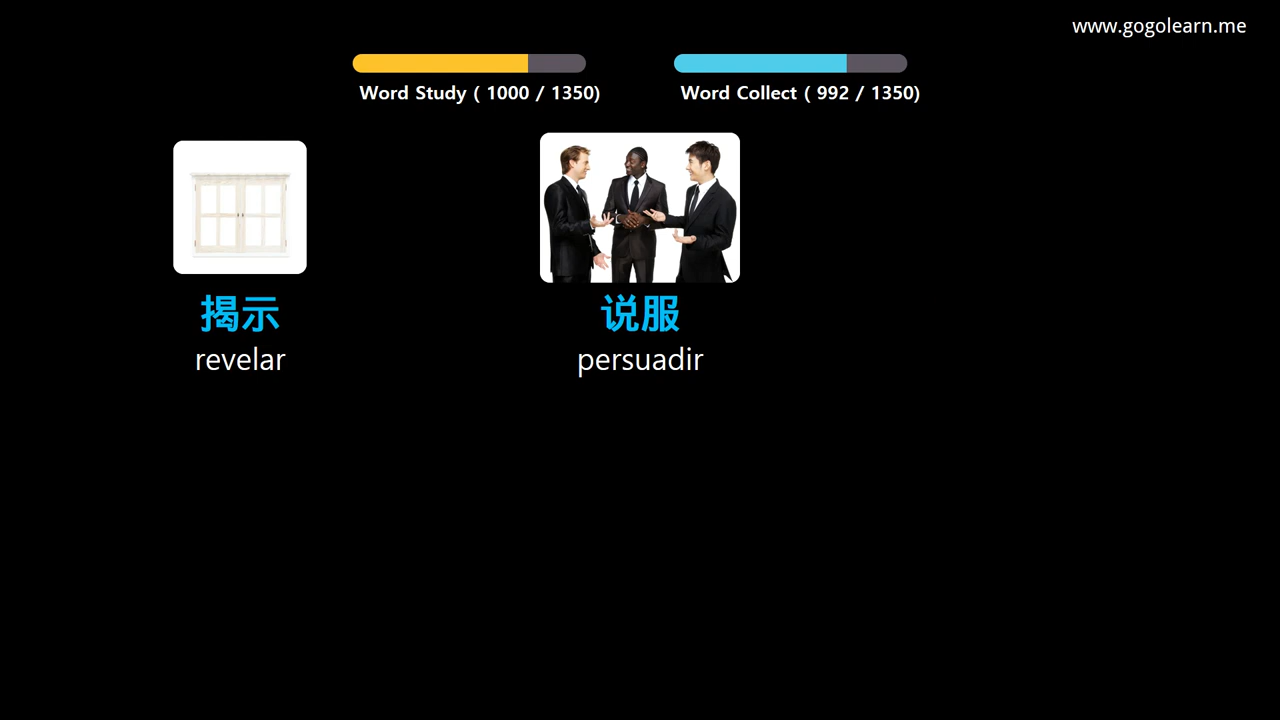 www.gogolearn.me
Word Study ( 1000 / 1350)
Word Collect ( 992 / 1350)
揭示
revelar
说服
persuadir